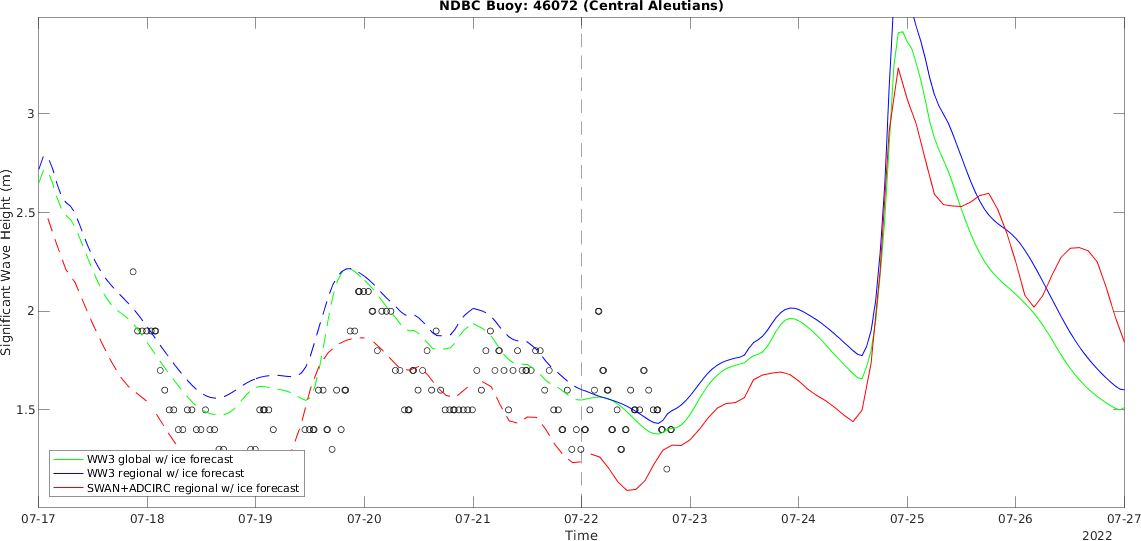 NDBC Buoy: 46072 (Central Aleutians)
Significant Wave Height (m)
3
2.5
2
1.5
WW3 global w/ ice forecast
WW3 regional w/ ice forecast
SWAN+ADCIRC regional w/ ice forecast
07-17 07-18 07-19 07-20 07-21 07-22 07-23 07-24 07-25 07-26 07-27
Time
2022